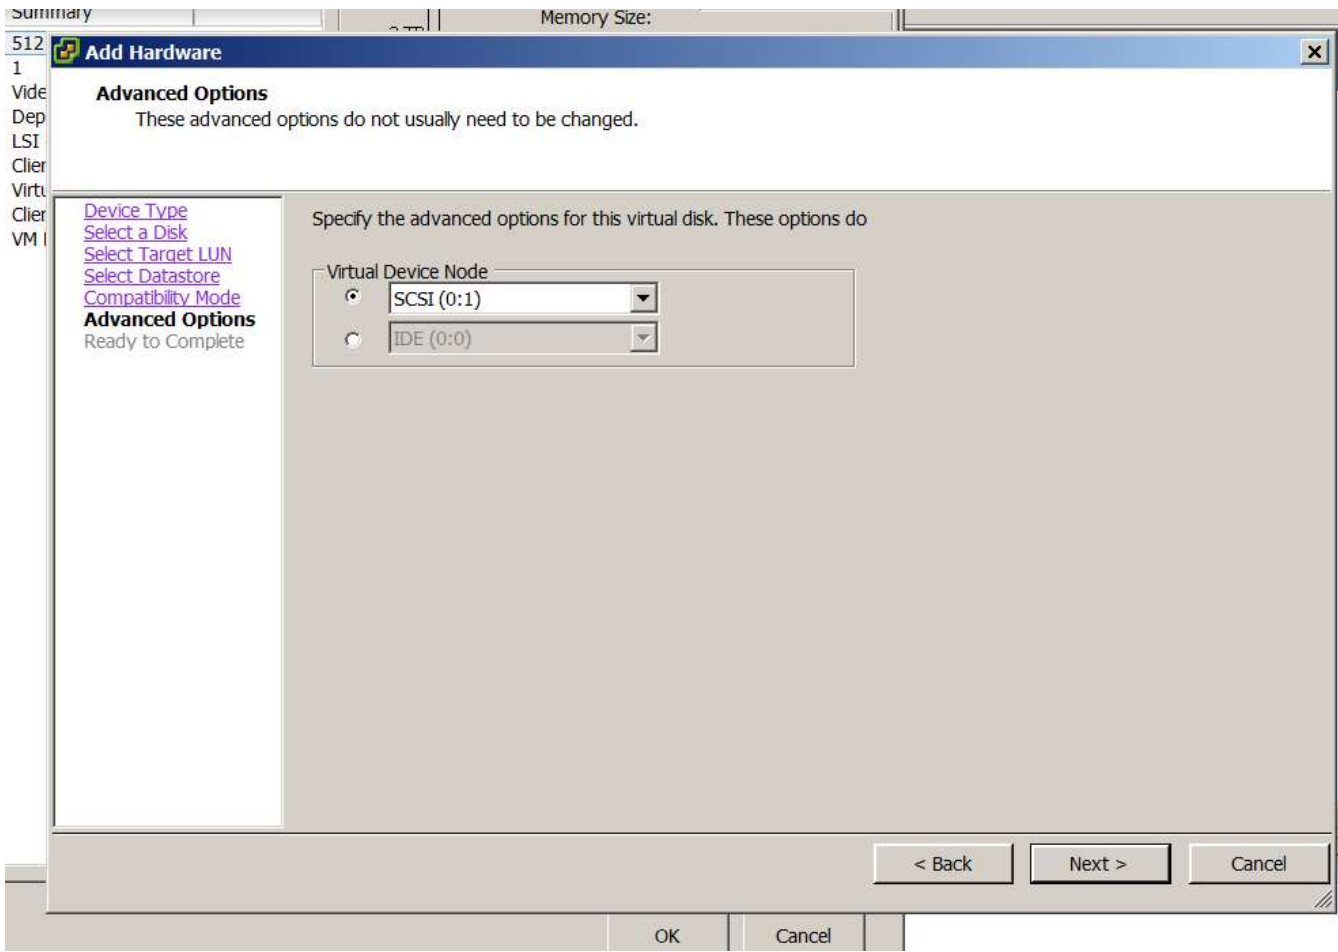 Summary
Memory Size:
512
Add Hardware
1
Vide
Advanced Options
Dep
These advanced options do not usually need to be changed.
LSI
Clier
Virtu
Clier
VM
Device Type
Select a Disk
Select Target LUN
Select Datastore
Compatibility Mode
Advanced Options
Ready to Complete
Specify the advanced options for this virtual disk. These options do
Virtual Device Node
SCSI (0:1)
IDE (0:0)
< Back
Next >
Cancel
OK
Cancel